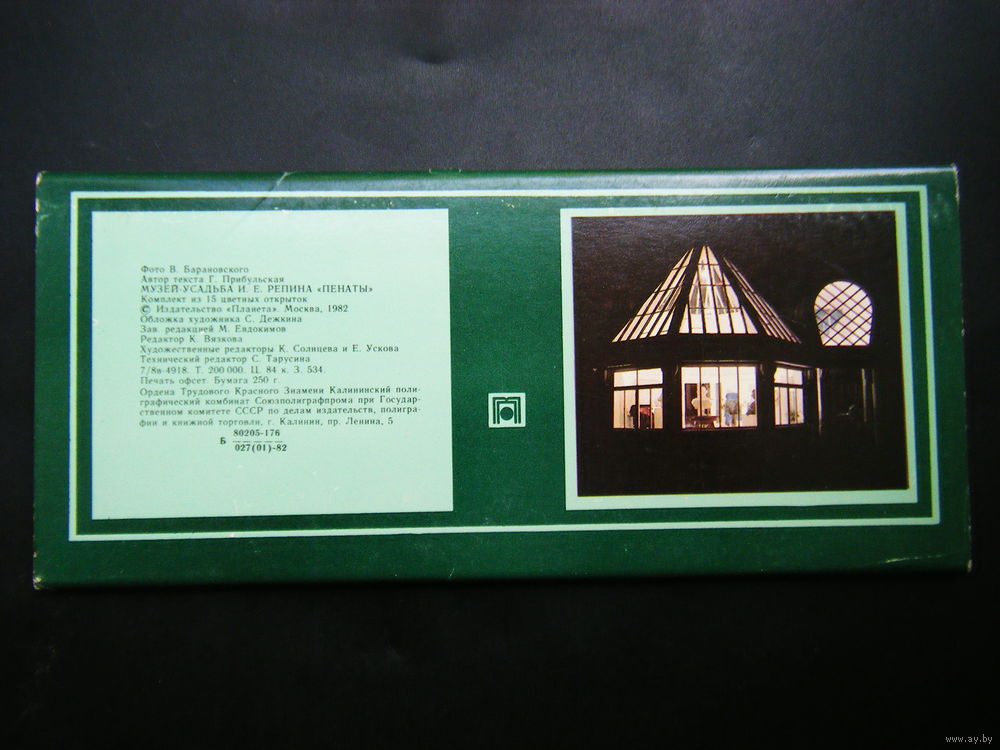 Фото В. Барановского
Автор текста Г. Прибульская
МУЗЕЙ-УСАДЬБА И. Е. РЕПИНА «ПЕНАТЫ»
Комплект из 15 цветных открыток
© Издательство «Планета». Москва, 1982
Обложка художника С. Дежкина
Зав. редакцией М. Евдокимов
Редактор К. Вязкова
Художественные редакторы К. Солнцева и Е. Ускова
Технический редактор С. Тарусина
7/8в-4918. Т. 200 000. Ц. 84 к. З. 534.
Печать офсет. Бумага 250 г.
Ордена Трудового Красного Знамени Калининский поли-
графический комбинат Союзполиграфпрома при Государ-
ственном комитете СССР по делам издательств, полигра-
фии и книжной торговли, г. Калинин, пр. Ленина, 5
80205-176
Б —————
027(01)-82
www.ay.by